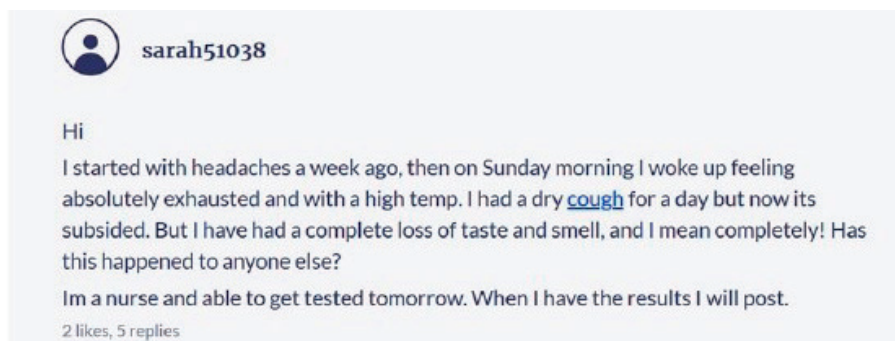 sarah51038
Hi
I started with headaches a week ago, then on Sunday morning I woke up feeling
absolutely exhausted and with a high temp. I had a dry cough for a day but now its
subsided. But I have had a complete loss of taste and smell, and I mean completely! Has
this happened to anyone else?
Im a nurse and able to get tested tomorrow. When I have the results I will post.
2 likes, 5 replies